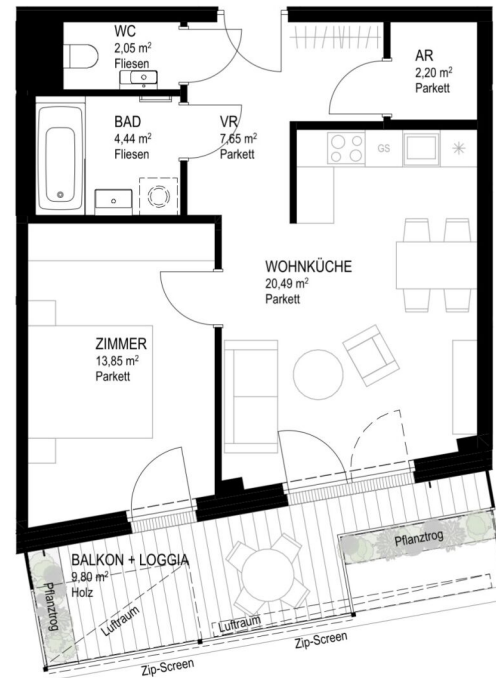 WC
2,05 m²
Fliesen
AR
2,20 m²
Parkett
BAD
4,44 m²
Fliesen
VR
7,65 m²
Parkett
GS
WOHNKÜCHE
20,49 m²
Parkett
ZIMMER
13,85 m²
Parkett
Pflanztrog
BALKON + LOGGIA
9,80 m²
Holz
Pflanztrog
Luftraum
Luftraum
Zip-Screen
Zip-Screen